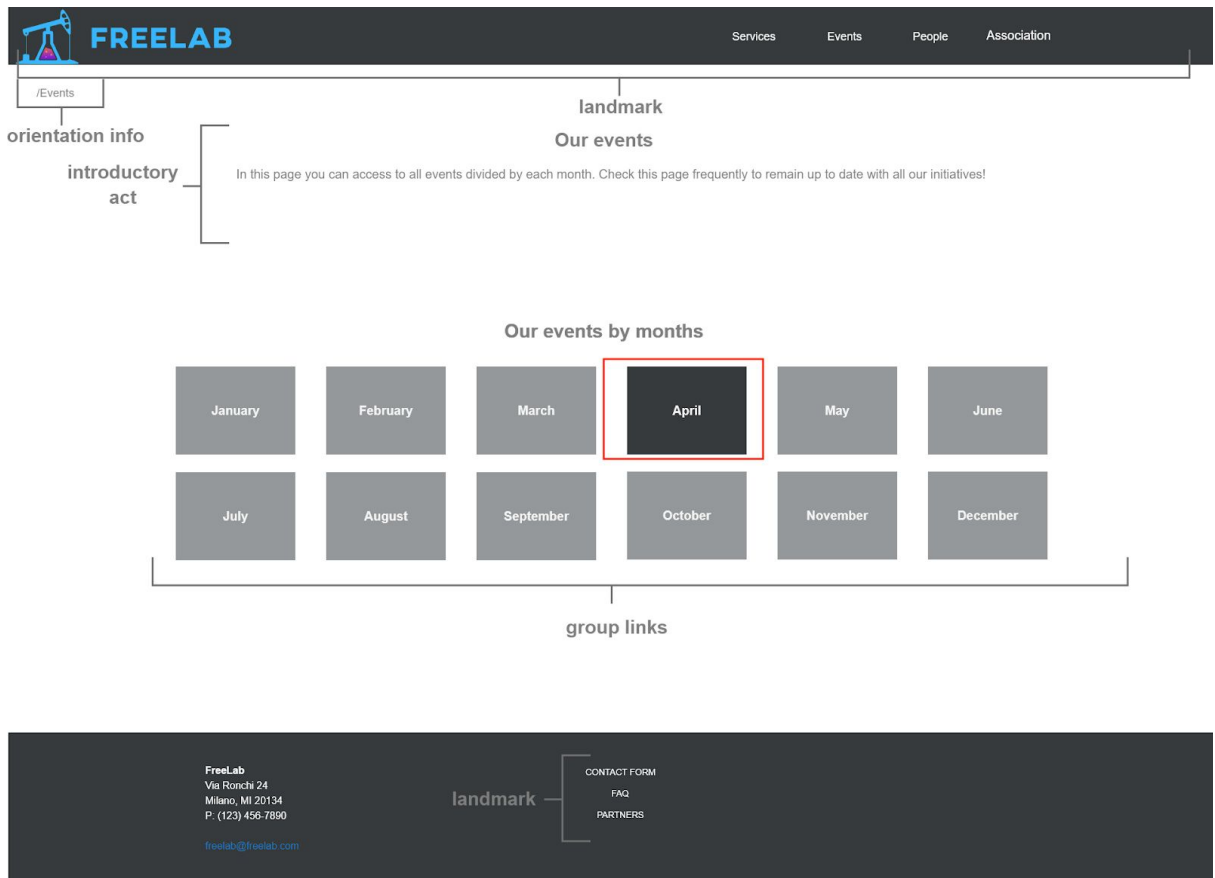 FREELAB
Services Events People Association
/Events
landmark
orientation info
Our events
introductory
act
In this page you can access to all events divided by each month. Check this page frequently to remain up to date with all our initiatives!
Our events by months
January February March April May June
July August September October November December
group links
FreeLab
Via Ronchi 24
Milano, MI 20134
P: (123) 456-7890
freelab@freelab.com
landmark
CONTACT FORM
FAQ
PARTNERS